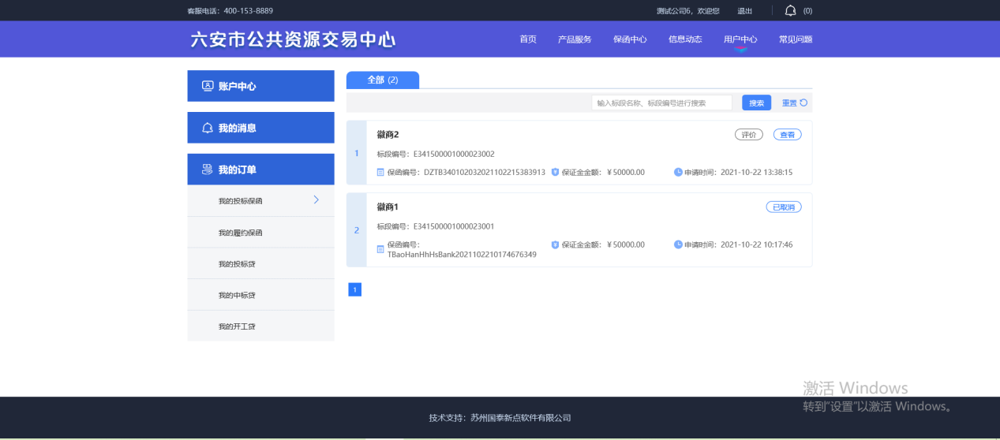 客服电话：400-153-8889
测试公司6，欢迎您 退出 (0)
六安市公共资源交易中心
首页 产品服务 保函中心 信息动态 用户中心 常见问题
账户中心
我的消息
我的订单
我的投标保函
我的履约保函
我的投标贷
我的中标贷
我的开工贷
全部 (2)
输入标段名称、标段编号进行搜索 搜索 重置
1
徽商2 评价 查看
标段编号：E341500001000023002
保函编号：DZTB3401020320211022153839​13 保证金金额：￥50000.00 申请时间：2021-10-22 13:38:15
2
徽商1 已取消
标段编号：E341500001000023001
保函编号：
TBaoHanHhHsBank2021102210174676349
保证金金额：￥50000.00 申请时间：2021-10-22 10:17:46
1
激活 Windows
转到"设置"以激活 Windows。
技术支持：苏州国泰新点软件有限公司